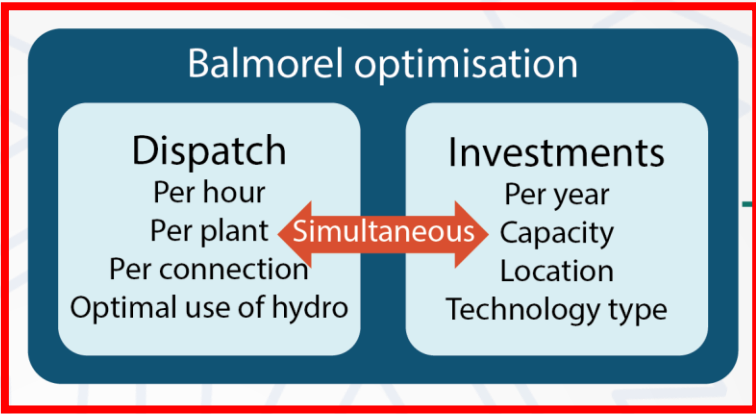 Balmorel optimisation
Dispatch
Per hour
Per plant
Per connection
Optimal use of hydro
Simultaneous
Investments
Per year
Capacity
Location
Technology type